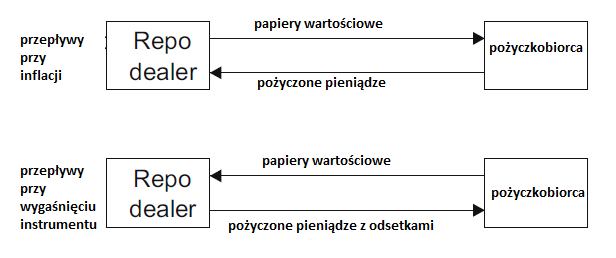 przepływy
przy
inflacji
Repo
dealer
papiery wartościowe
pożyczone pieniądze
pożyczkobiorca
przepływy
przy
wygaśnięciu
instrumentu
Repo
dealer
papiery wartościowe
pożyczone pieniądze z odsetkami
pożyczkobiorca